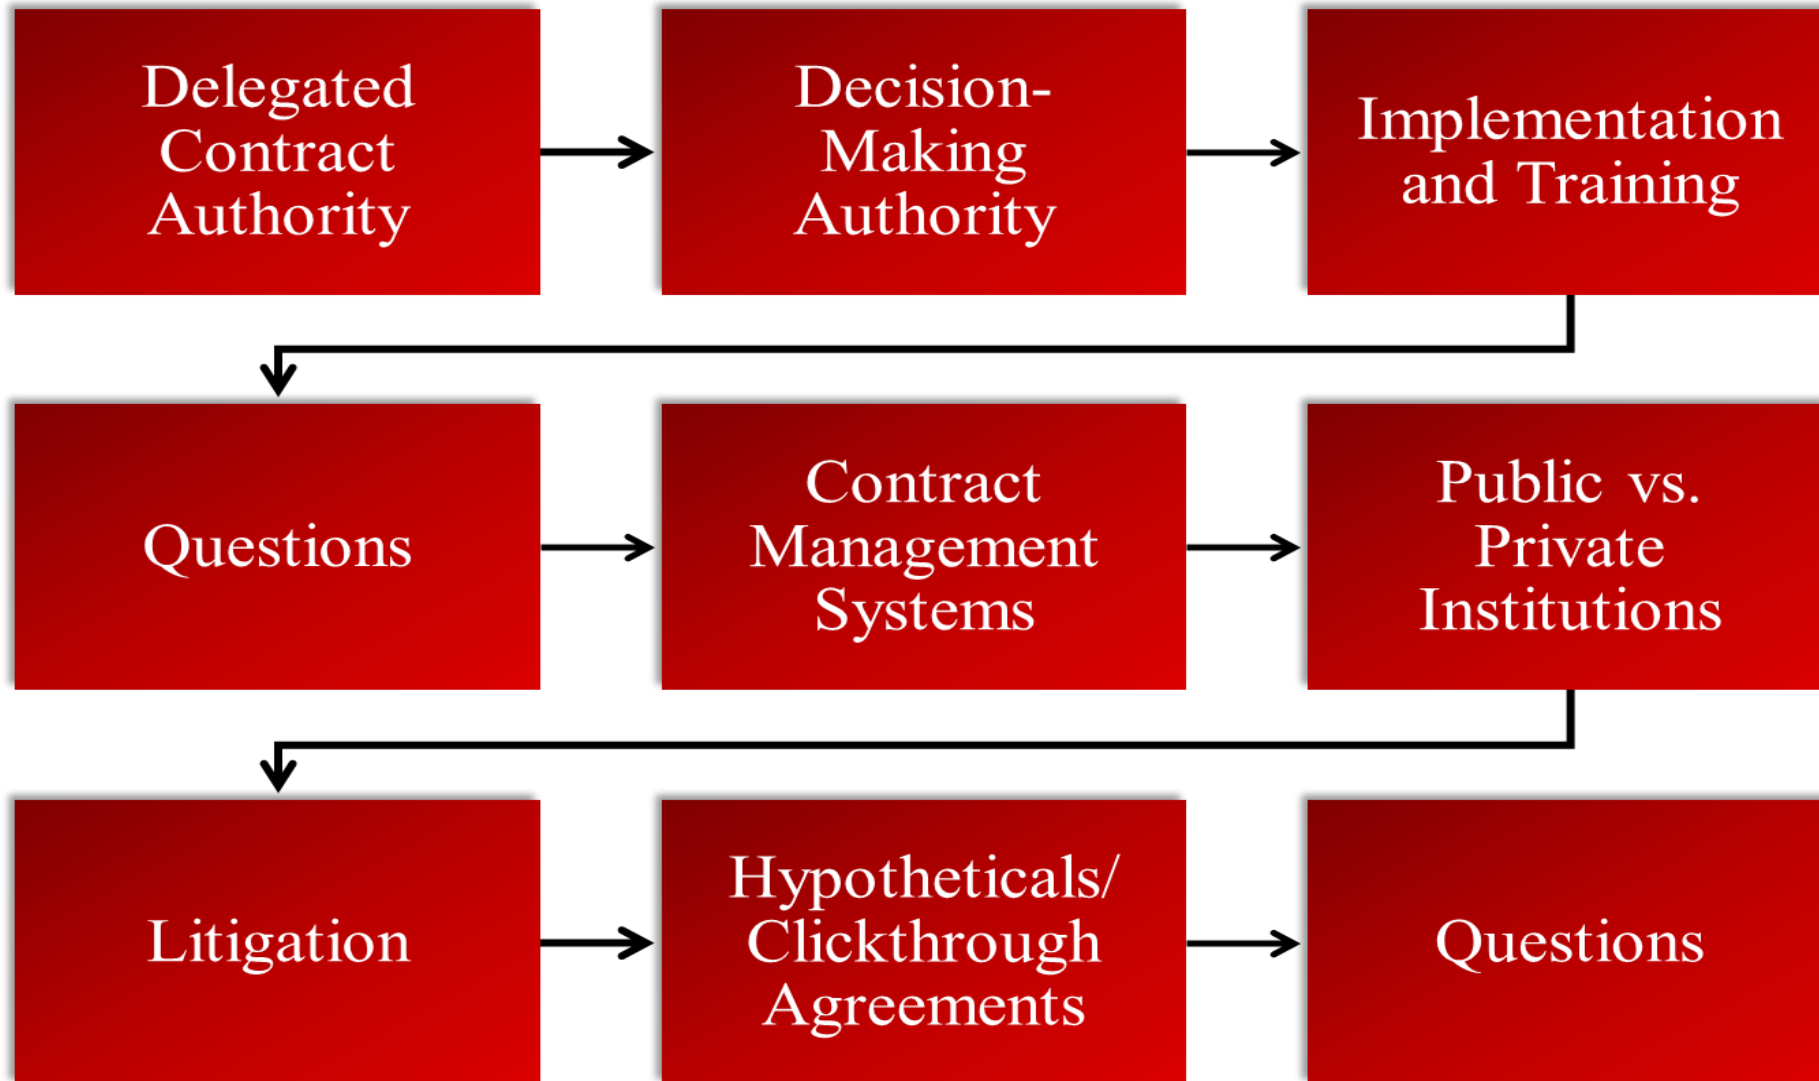 Delegated
Contract
Authority
Decision-
Making
Authority
Implementation
and Training
Questions
Contract
Management
Systems
Public vs.
Private
Institutions
Litigation
Hypotheticals/
Clickthrough
Agreements
Questions